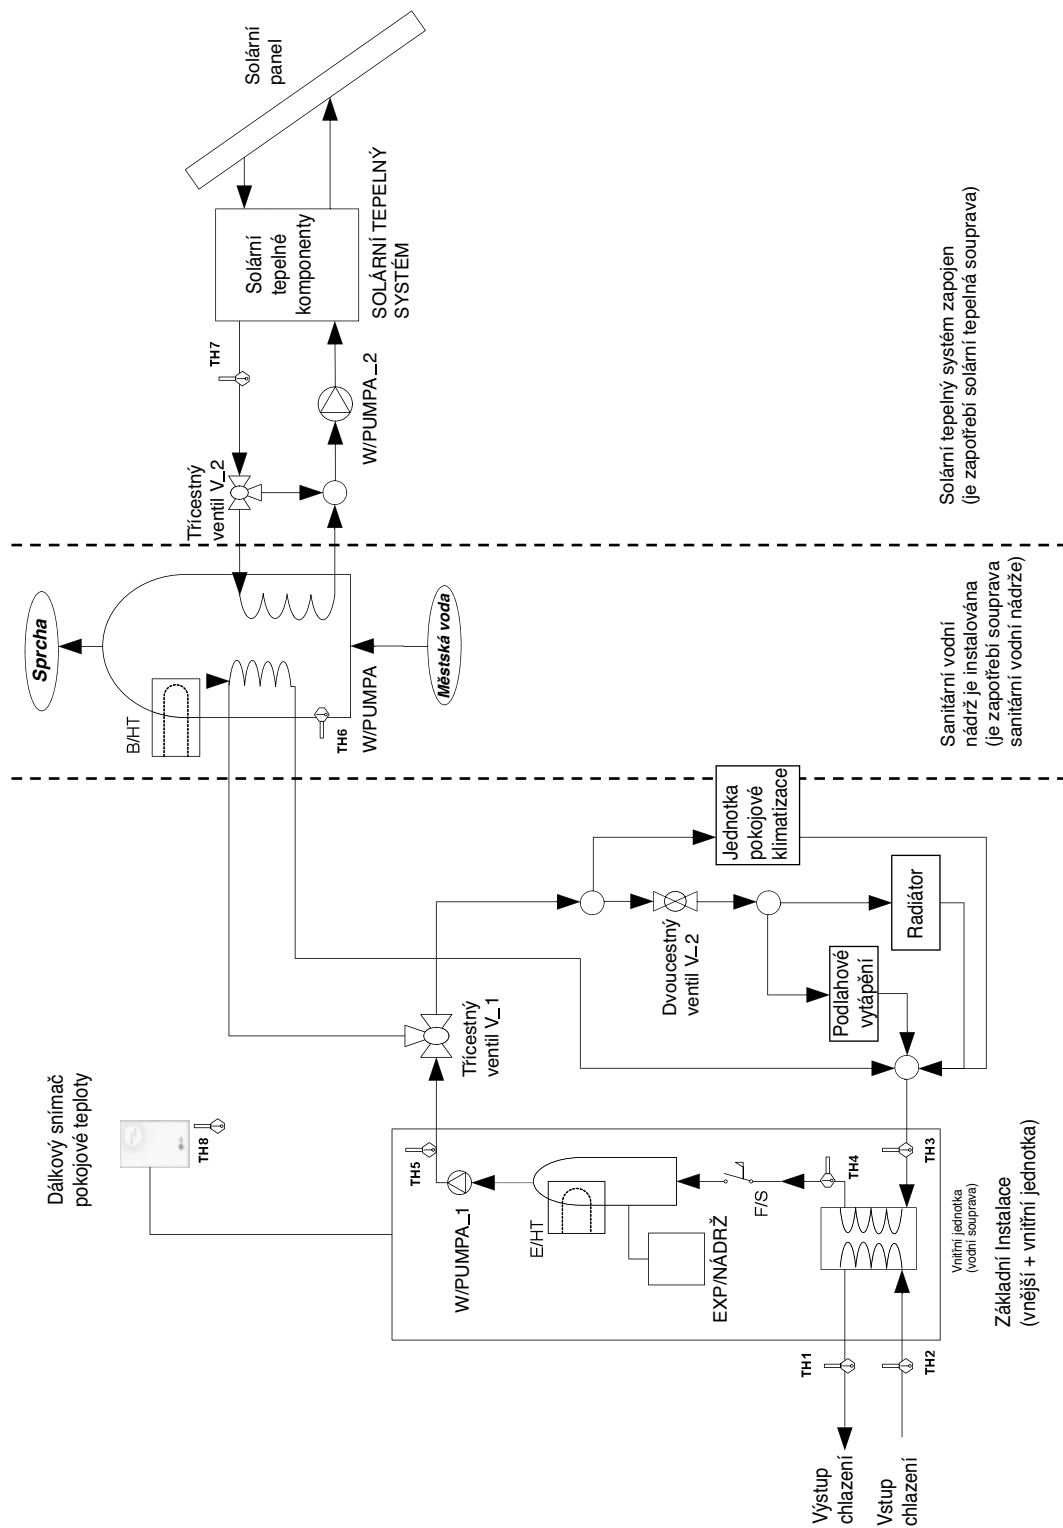 Dálkový snímač
pokojové teploty
TH8
Výstup
chlazení
Vstup
chlazení
TH1
TH2
W/PUMPA_1
E/HT
EXP/NÁDRŽ
F/S
TH5
TH4
TH3
Vnitřní jednotka
(vodní souprava)
Základní Instalace
(vnější + vnitřní jednotka)
Třícestný
ventil V_1
Dvoucestný
ventil V_2
Podlahové
vytápění
Radiátor
Jednotka
pokojové
klimatizace
Sprcha
B/HT
TH6
W/PUMPA
Městská voda
Sanitární vodní
nádrž je instalována
(je zapotřebí souprava
sanitární vodní nádrže)
Třícestný
ventil V_2
TH7
W/PUMPA_2
Solární
tepelné
komponenty
SOLÁRNÍ TEPELNÝ
SYSTÉM
Solární
panel
Solární tepelný systém zapojen
(je zapotřebí solární tepelná souprava)